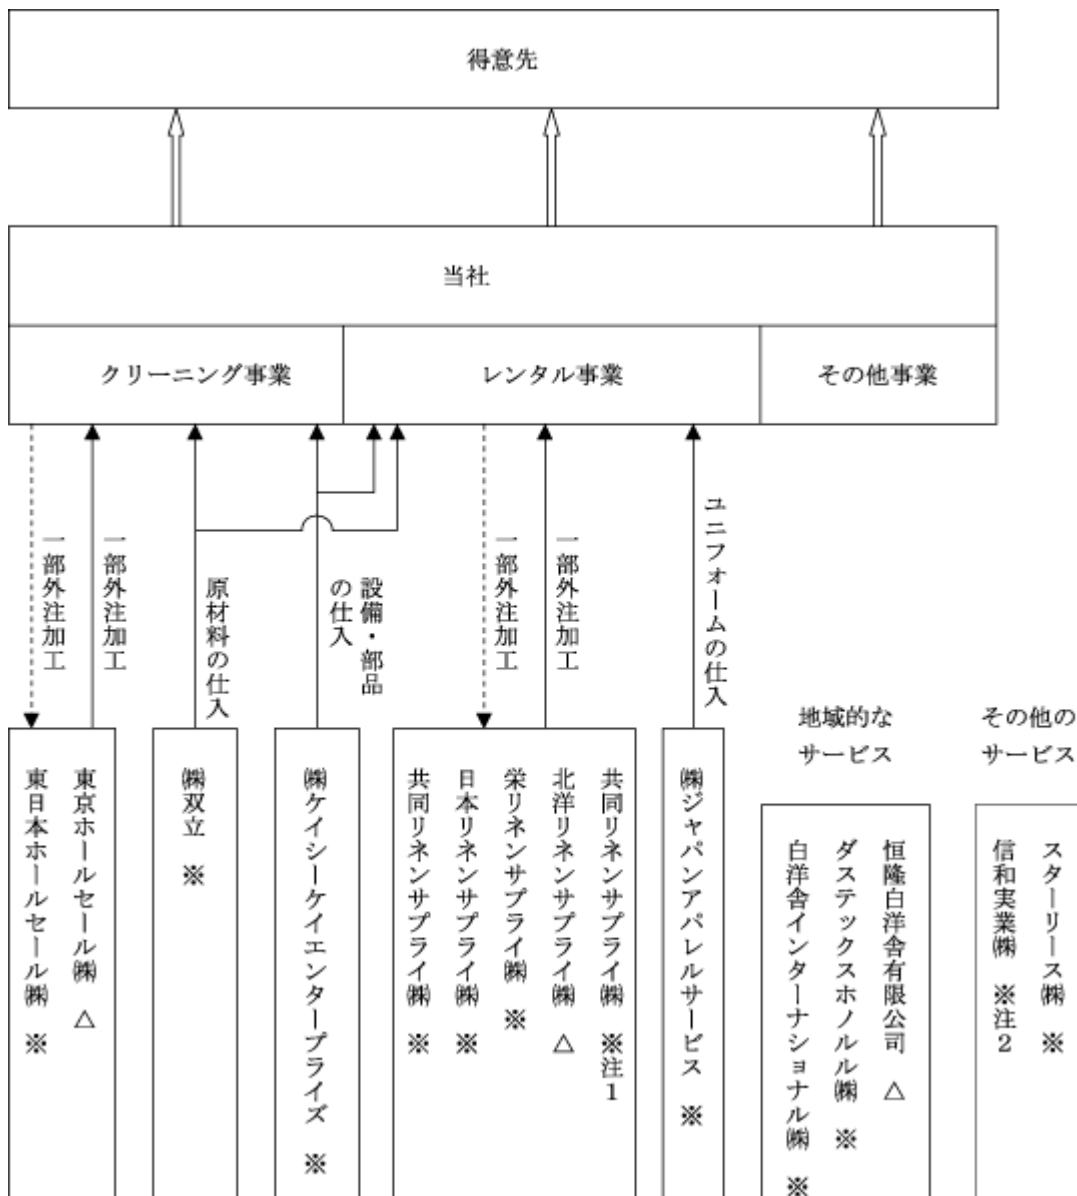 得意先
当社
クリーニング事業
レンタル事業
その他事業
一部外注加工
一部外注加工
原材料の仕入
設備・部品
の仕入
一部外注加工
一部外注加工
ユニフォームの仕入
地域的な
サービス
その他の
サービス
東京ホールセール㈱ △
東日本ホールセール㈱ ※
㈱双立 ※
㈱ケイシーケイエンタープライズ ※
共同リネンサプライ㈱ ※注1
北洋リネンサプライ㈱ △
栄リネンサプライ㈱ ※
日本リネンサプライ㈱ ※
共同リネンサプライ㈱ ※
㈱ジャパンアパレルサービス ※
恒隆白洋舎有限公司 △
ダステックスホノルル㈱ ※
白洋舎インターナショナル㈱ ※
スターリース㈱ ※
信和実業㈱ ※注2